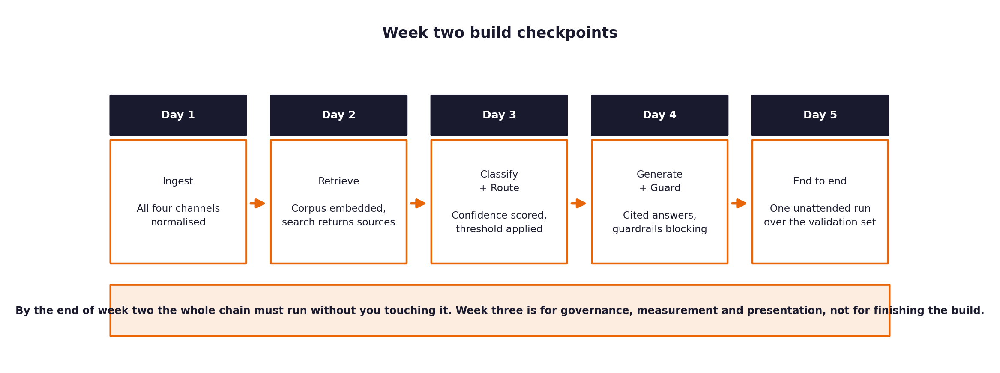 Week two build checkpoints
Day 1
Day 2
Day 3
Day 4
Day 5
Ingest
All four channels
normalised
Retrieve
Corpus embedded,
search returns sources
Classify
+ Route
Confidence scored,
threshold applied
Generate
+ Guard
Cited answers,
guardrails blocking
End to end
One unattended run
over the validation set
By the end of week two the whole chain must run without you touching it. Week three is for governance, measurement and presentation, not for finishing the build.